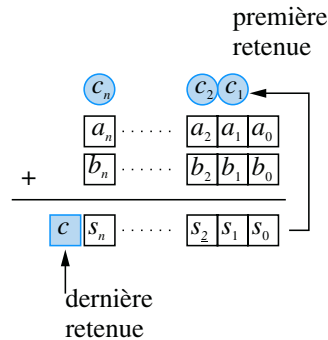 première
retenue
cn c2 c1
an ······ a2 a1 a0
bn ······ b2 b1 b0
+
c sn ······ s2 s1 s0
dernière
retenue